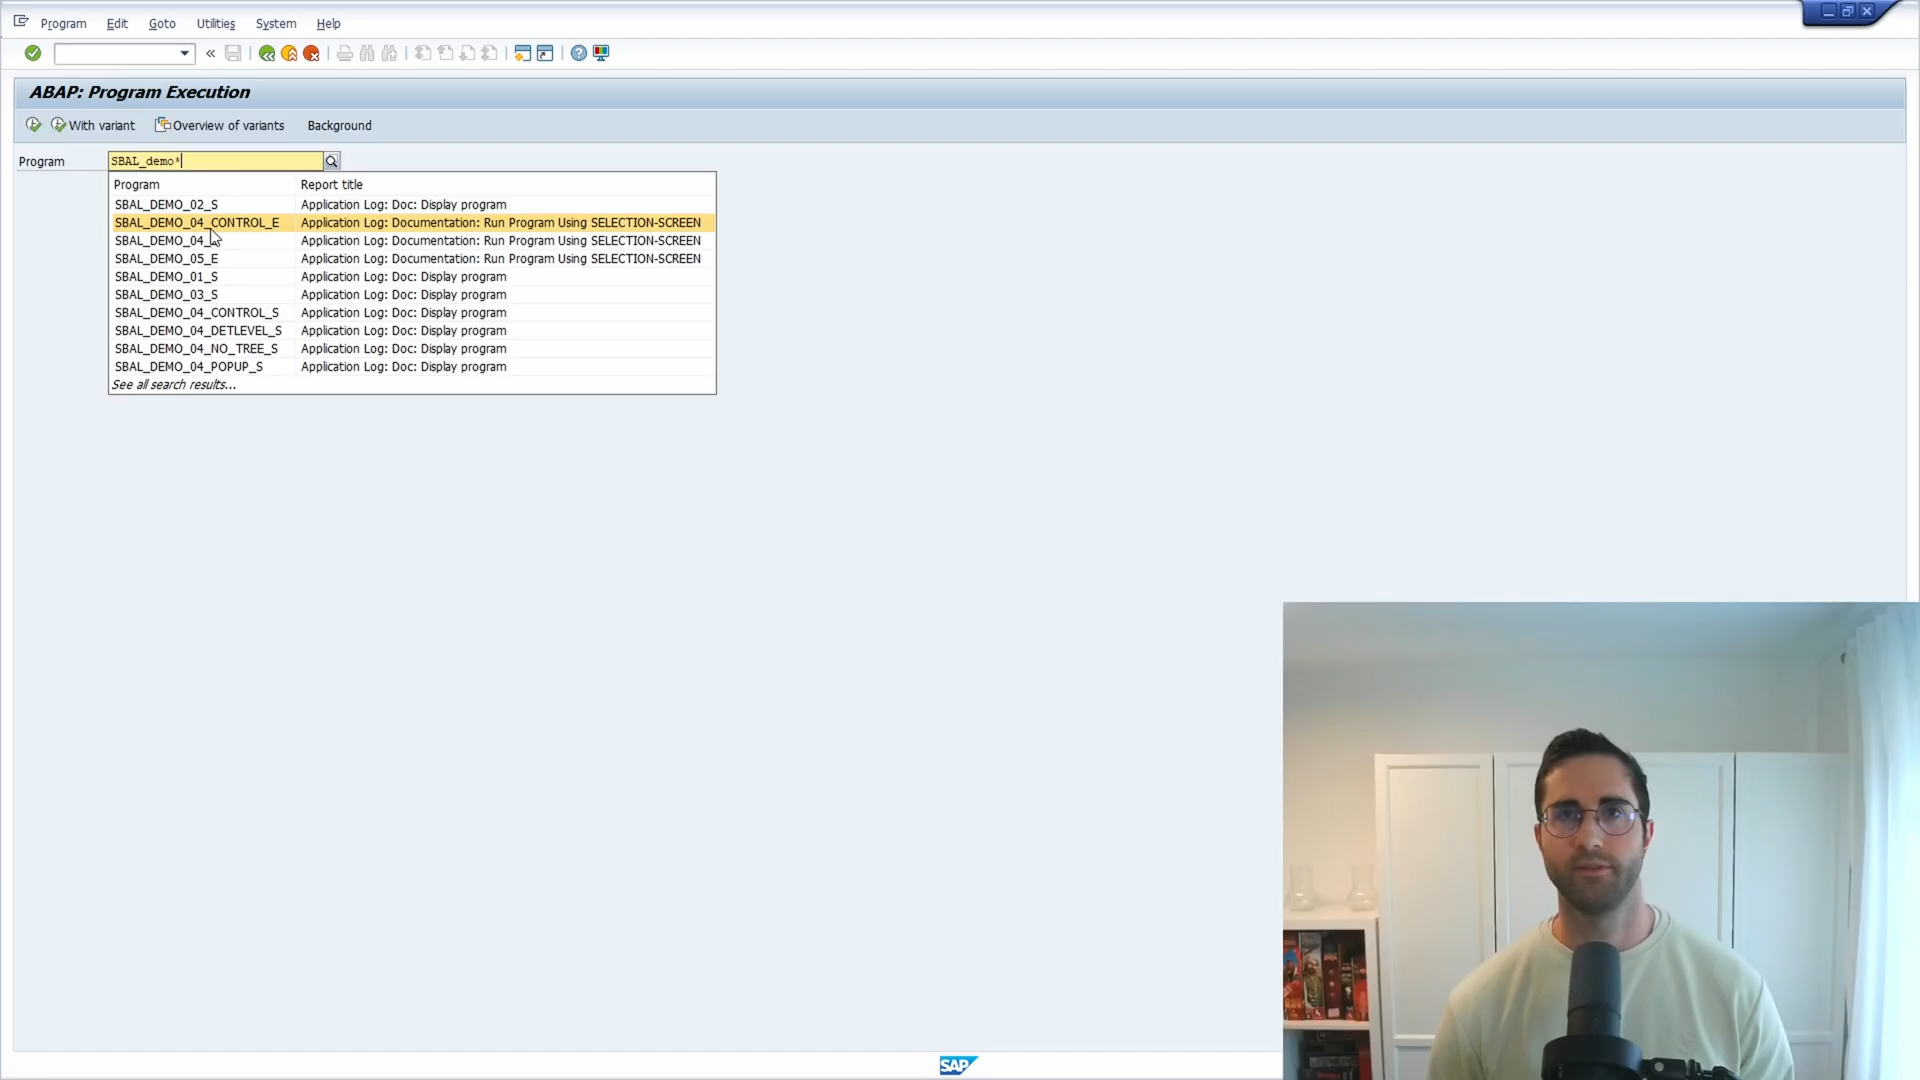 Program Edit Goto Utilities System Help
ABAP: Program Execution
With variant Overview of variants Background
Program SBAL_demo*
Program Report title
SBAL_DEMO_02_S Application Log: Doc: Display program
SBAL_DEMO_04_CONTROL_E Application Log: Documentation: Run Program Using SELECTION-SCREEN
SBAL_DEMO_04_ Application Log: Documentation: Run Program Using SELECTION-SCREEN
SBAL_DEMO_05_E Application Log: Documentation: Run Program Using SELECTION-SCREEN
SBAL_DEMO_01_S Application Log: Doc: Display program
SBAL_DEMO_03_S Application Log: Doc: Display program
SBAL_DEMO_04_CONTROL_S Application Log: Doc: Display program
SBAL_DEMO_04_DETLEVEL_S Application Log: Doc: Display program
SBAL_DEMO_04_NO_TREE_S Application Log: Doc: Display program
SBAL_DEMO_04_POPUP_S Application Log: Doc: Display program
See all search results...
SAP